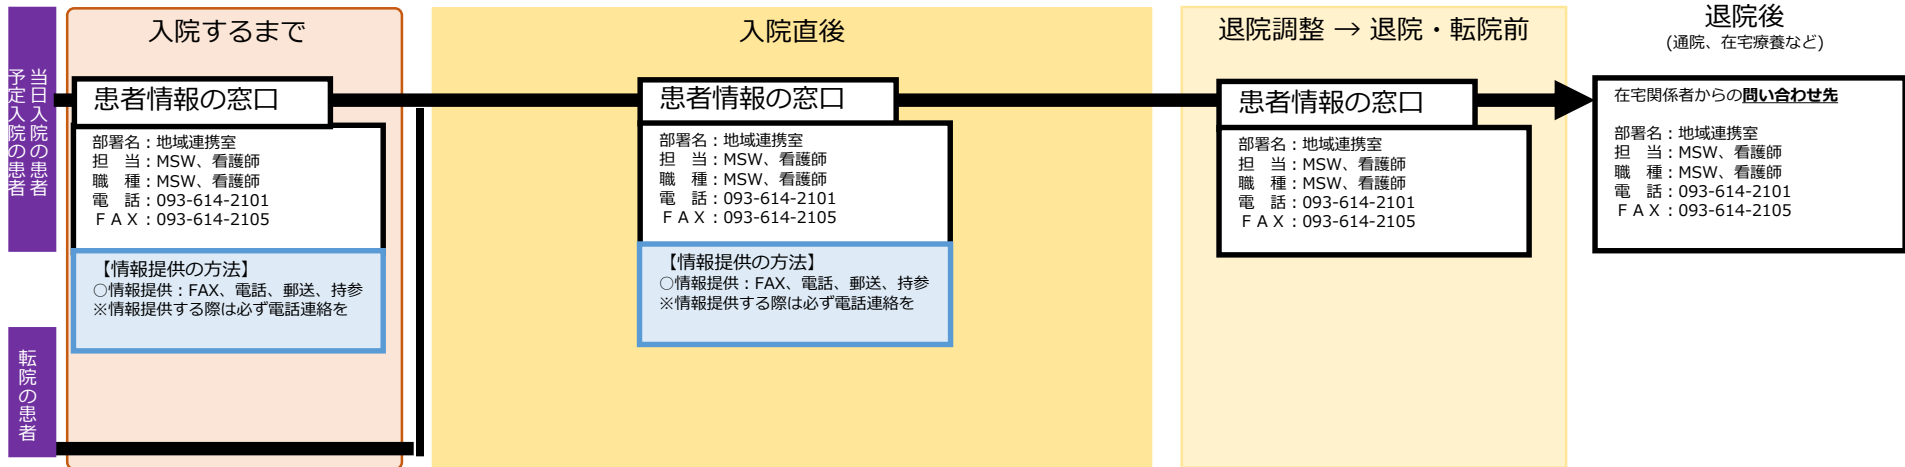 当日入院の患者
予定入院の患者
転院の患者
入院するまで
患者情報の窓口
部署名：地域連携室
担　当：MSW、看護師
職　種：MSW、看護師
電　話：093-614-2101
ＦＡＸ：093-614-2105
【情報提供の方法】
○情報提供：FAX、電話、郵送、持参
※情報提供する際は必ず電話連絡を
入院直後
患者情報の窓口
部署名：地域連携室
担　当：MSW、看護師
職　種：MSW、看護師
電　話：093-614-2101
ＦＡＸ：093-614-2105
【情報提供の方法】
○情報提供：FAX、電話、郵送、持参
※情報提供する際は必ず電話連絡を
退院調整 → 退院・転院前
患者情報の窓口
部署名：地域連携室
担　当：MSW、看護師
職　種：MSW、看護師
電　話：093-614-2101
ＦＡＸ：093-614-2105
退院後
(通院、在宅療養など)
在宅関係者からの問い合わせ先
部署名：地域連携室
担　当：MSW、看護師
職　種：MSW、看護師
電　話：093-614-2101
ＦＡＸ：093-614-2105